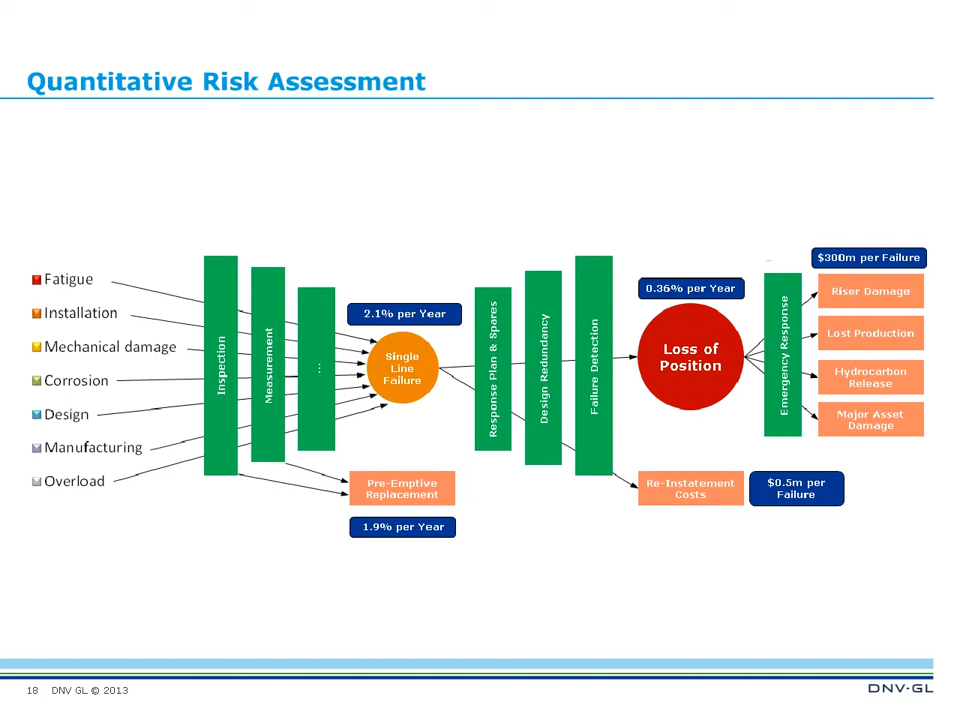 Quantitative Risk Assessment
Fatigue
Installation
Mechanical damage
Corrosion
Design
Manufacturing
Overload
Inspection
Measurement
...
2.1% per Year
Single
Line
Failure
Pre-Emptive
Replacement
1.9% per Year
Response Plan & Spares
Design Redundancy
Failure Detection
0.36% per Year
Loss of
Position
Re-Instatement
Costs
$0.5m per
Failure
Emergency Response
$300m per Failure
Riser Damage
Lost Production
Hydrocarbon
Release
Major Asset
Damage
18 DNV GL © 2013
DNV·GL